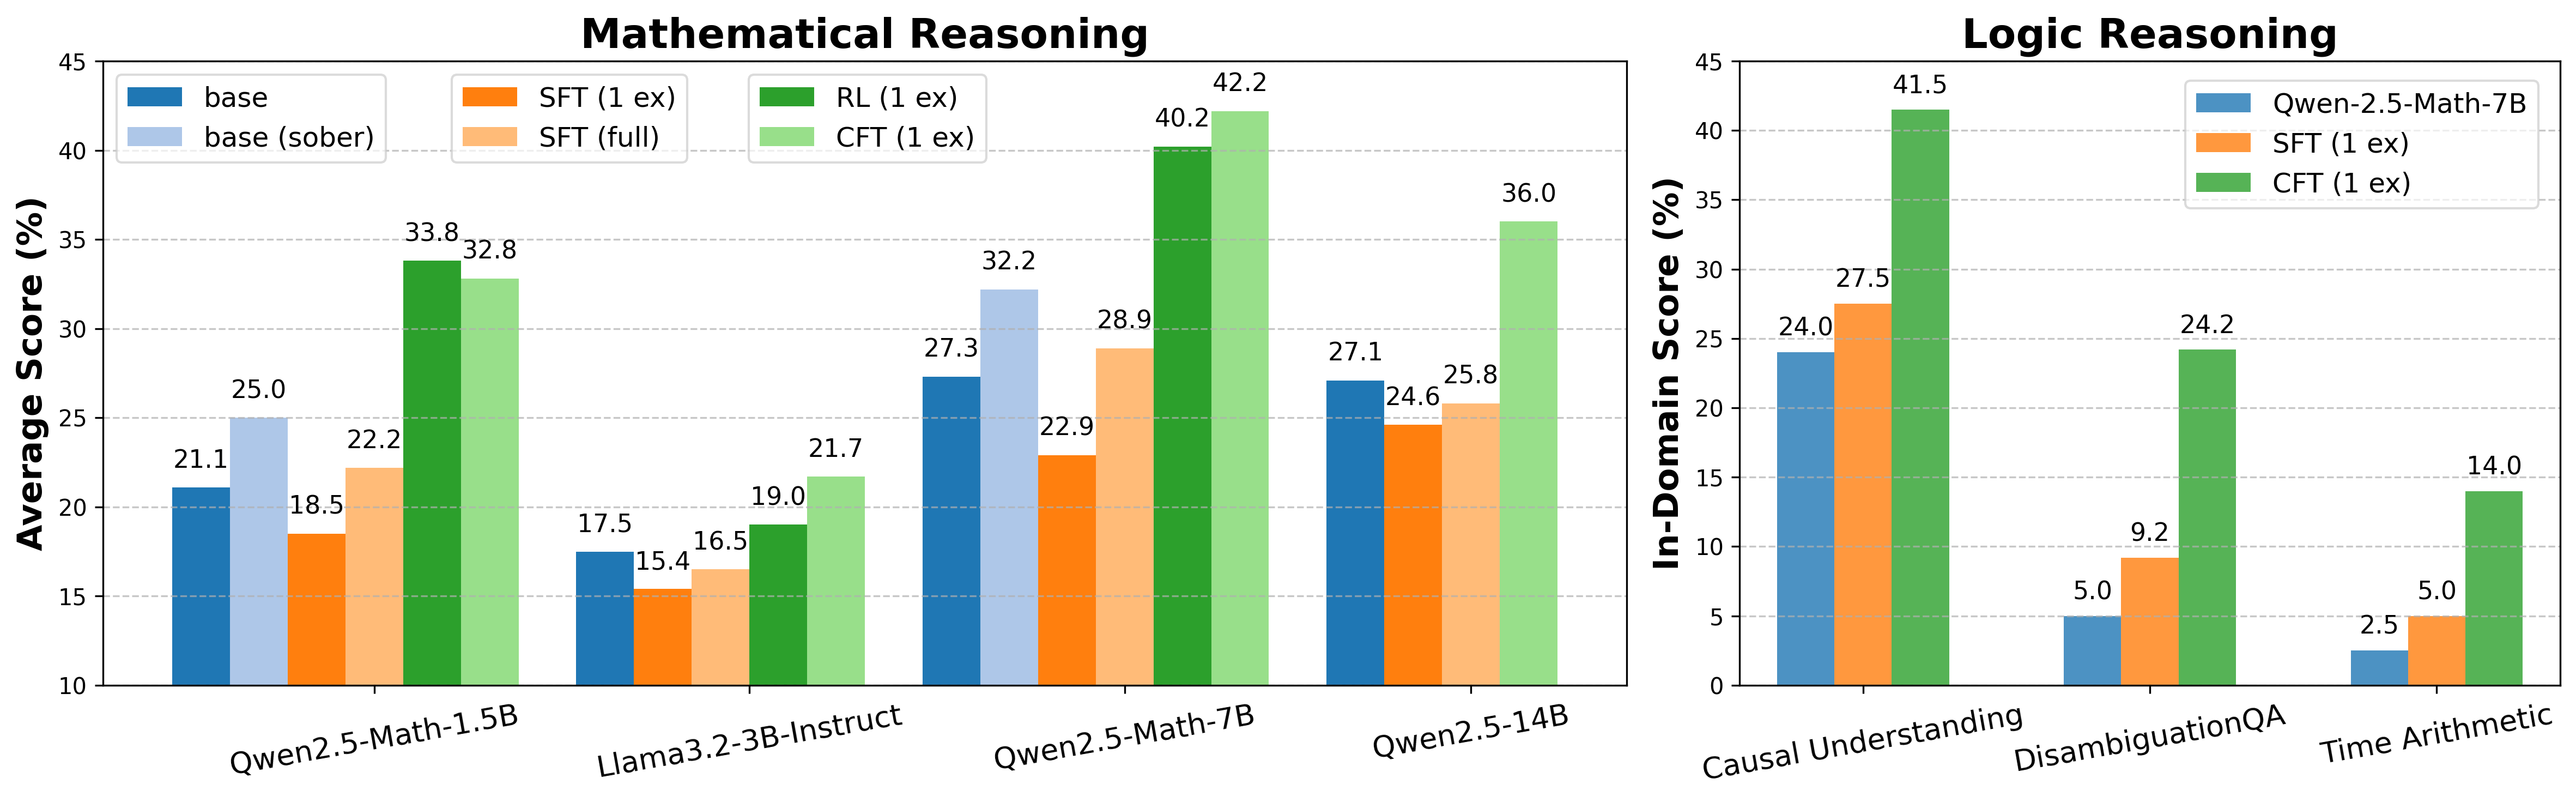 Mathematical Reasoning
Average Score (%)
45
40
35
30
25
20
15
10
base
base (sober)
SFT (1 ex)
SFT (full)
RL (1 ex)
CFT (1 ex)
21.1
25.0
18.5
22.2
33.8
32.8
17.5
15.4
16.5
19.0
21.7
27.3
32.2
22.9
28.9
40.2
42.2
27.1
24.6
25.8
36.0
Qwen2.5-Math-1.5B
Llama3.2-3B-Instruct
Qwen2.5-Math-7B
Qwen2.5-14B
Logic Reasoning
In-Domain Score (%)
45
40
35
30
25
20
15
10
5
0
Qwen-2.5-Math-7B
SFT (1 ex)
CFT (1 ex)
24.0
27.5
41.5
5.0
9.2
24.2
2.5
5.0
14.0
Causal Understanding
DisambiguationQA
Time Arithmetic